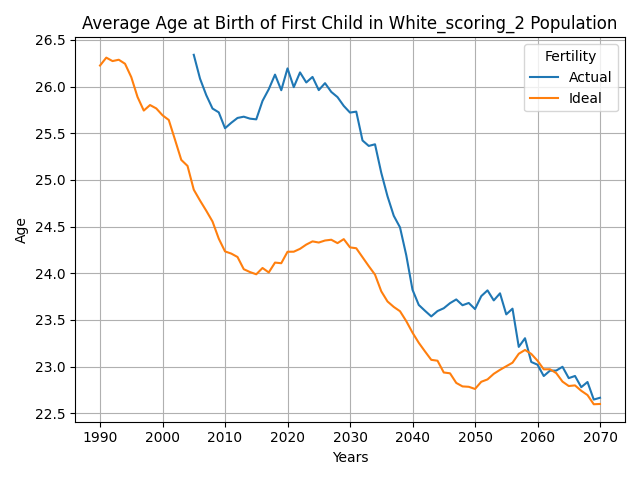 Average Age at Birth of First Child in White_scoring_2 Population
Fertility
Actual
Ideal
Age
26.5
26.0
25.5
25.0
24.5
24.0
23.5
23.0
22.5
1990 2000 2010 2020 2030 2040 2050 2060 2070
Years